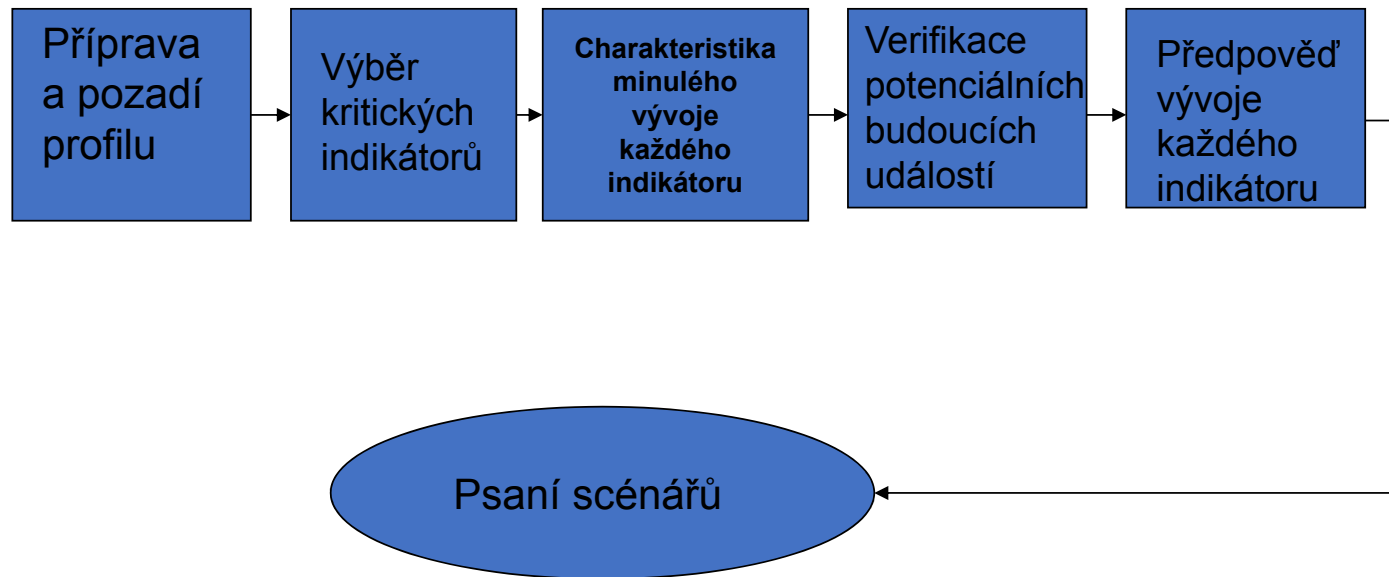 Příprava
a pozadí
profilu
Výběr
kritických
indikátorů
Charakteristika
minulého
vývoje
každého
indikátoru
Verifikace
potenciálních
budoucích
událostí
Předpověď
vývoje
každého
indikátoru
Psaní scénářů